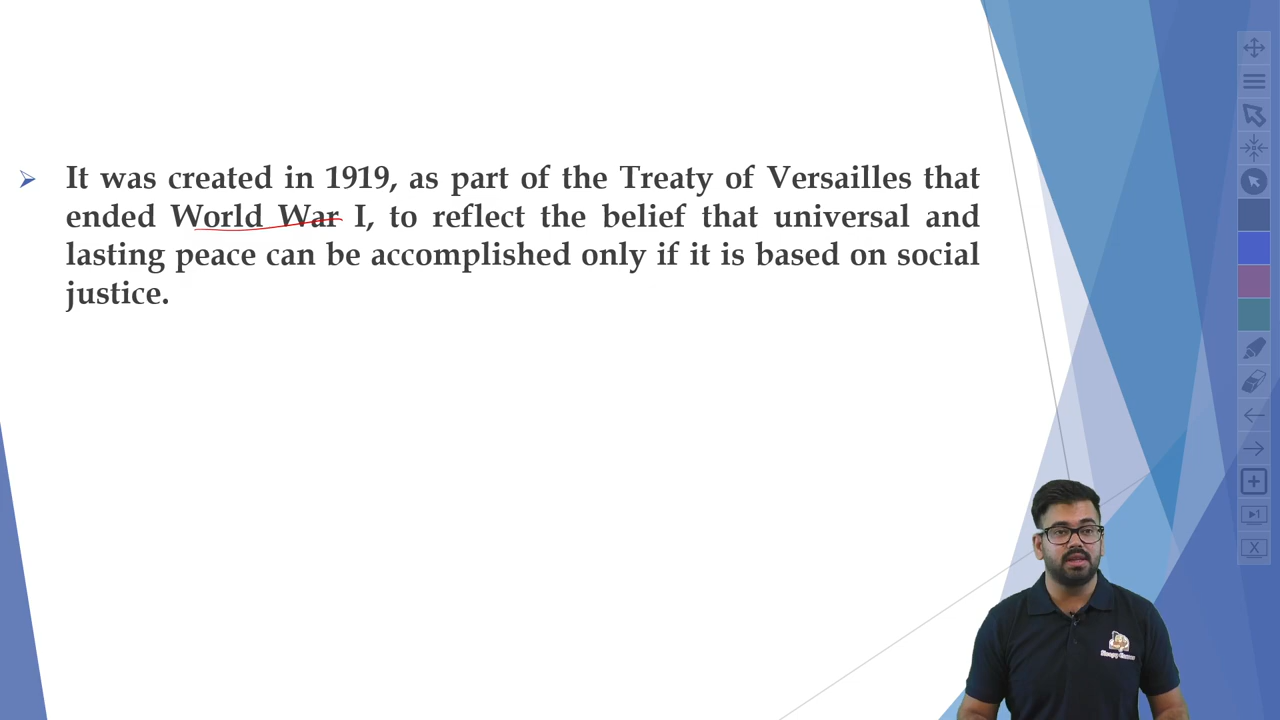 It was created in 1919, as part of the Treaty of Versailles that
ended World War I, to reflect the belief that universal and
lasting peace can be accomplished only if it is based on social
justice.